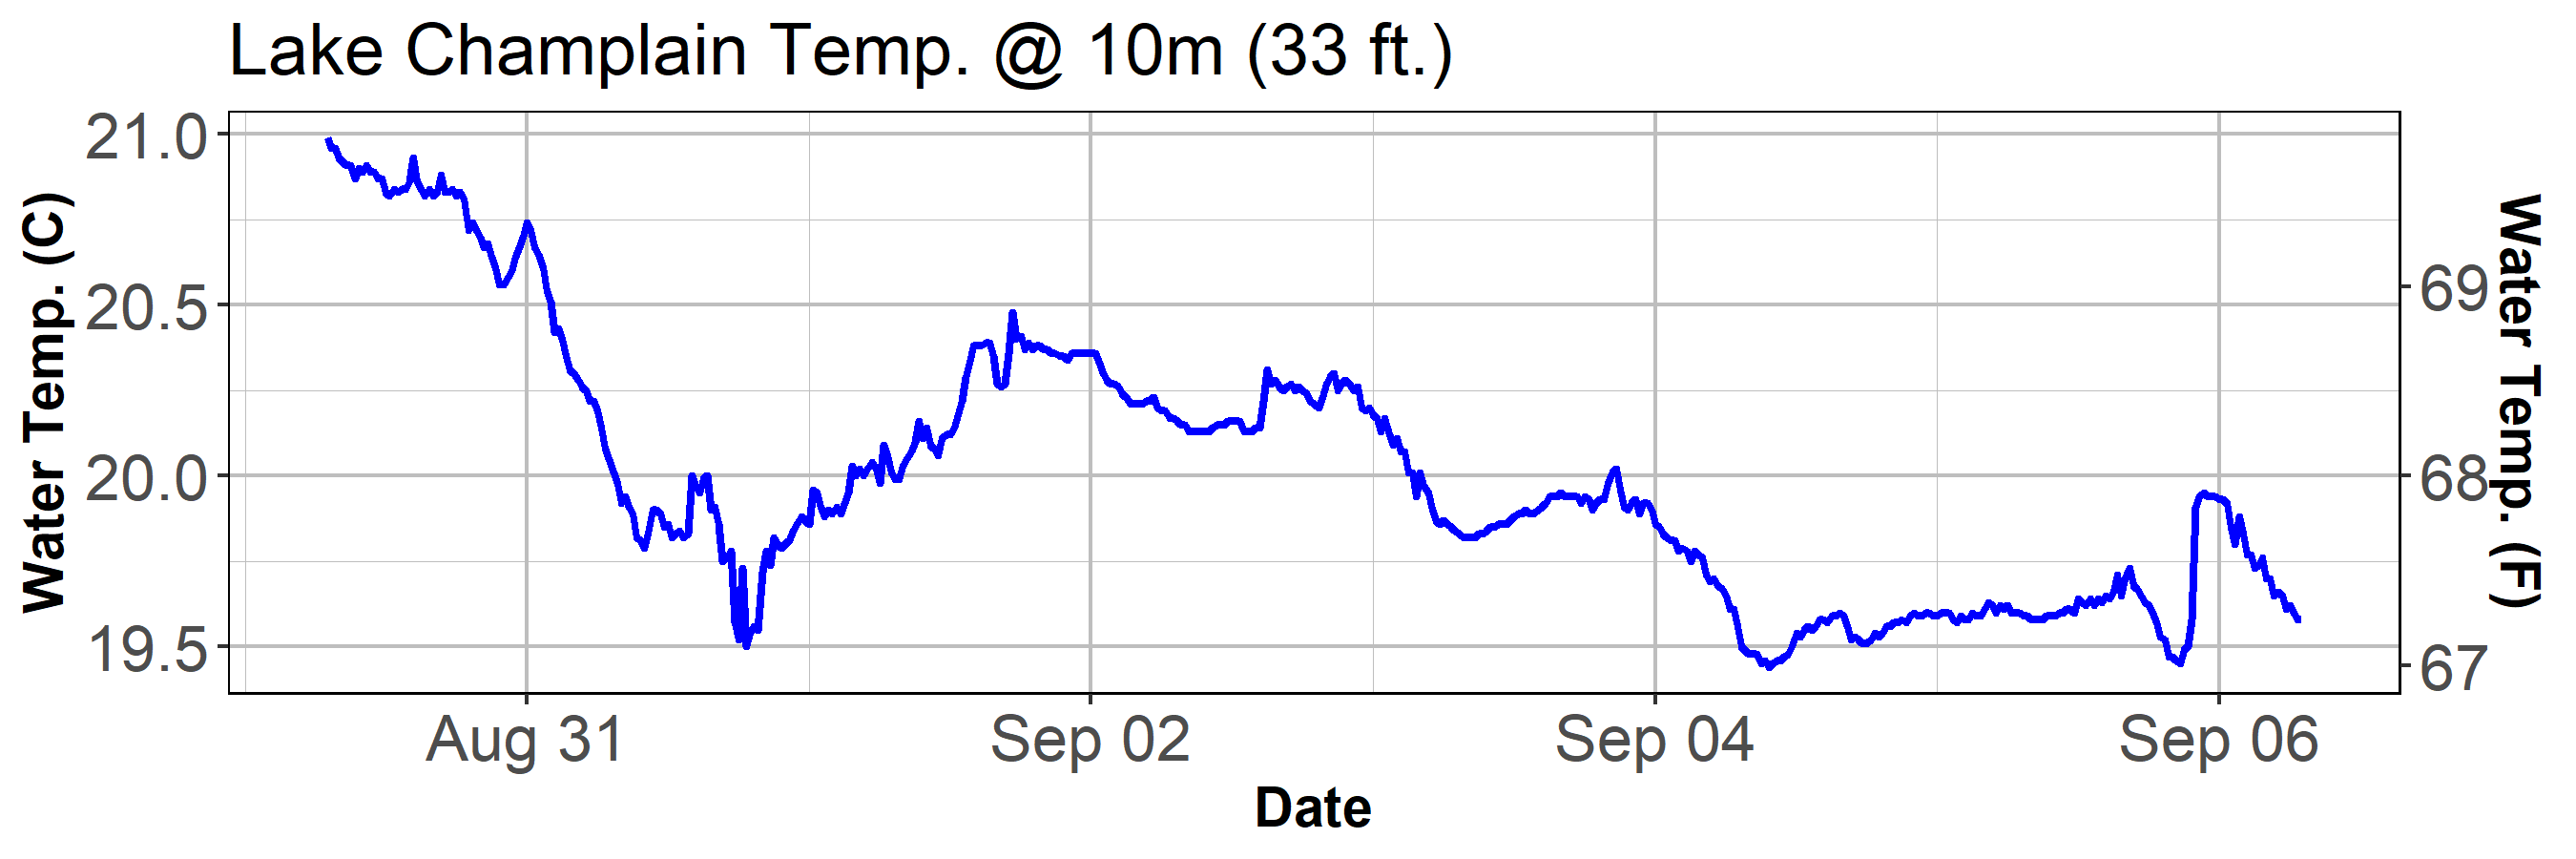 Lake Champlain Temp. @ 10m (33 ft.)
Water Temp. (C)
21.0
20.5
20.0
19.5
69
68
67
Water Temp. (F)
Aug 31 Sep 02 Sep 04 Sep 06
Date